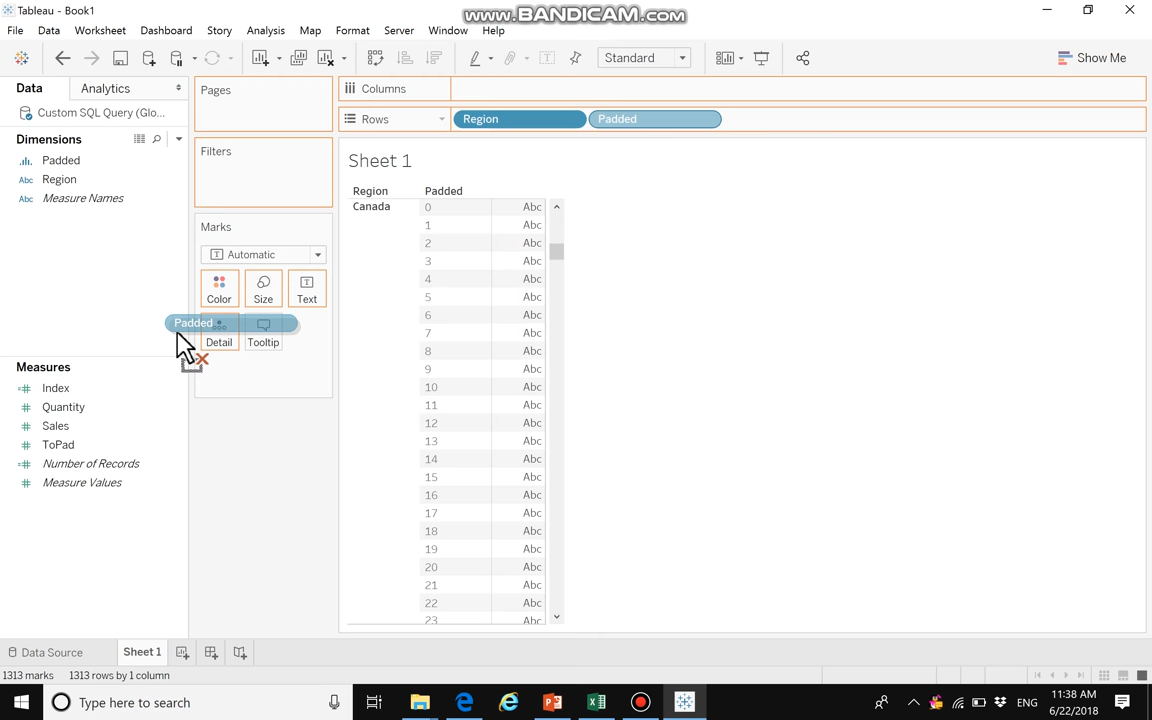 Tableau - Book1
www.BANDICAM.com
File Data Worksheet Dashboard Story Analysis Map Format Server Window Help
Standard
Show Me
Data
Analytics
Custom SQL Query (Glo...
Dimensions
Padded
Region
Measure Names
Measures
Index
Quantity
Sales
ToPad
Number of Records
Measure Values
Pages
Filters
Marks
Automatic
Color
Size
Text
Padded
Detail
Tooltip
Columns
Rows
Region
Padded
Sheet 1
Region Padded
Canada 0 Abc
1 Abc
2 Abc
3 Abc
4 Abc
5 Abc
6 Abc
7 Abc
8 Abc
9 Abc
10 Abc
11 Abc
12 Abc
13 Abc
14 Abc
15 Abc
16 Abc
17 Abc
18 Abc
19 Abc
20 Abc
21 Abc
22 Abc
23 Abc
Data Source
Sheet 1
1313 marks 1313 rows by 1 column
Type here to search
ENG
11:38 AM
6/22/2018